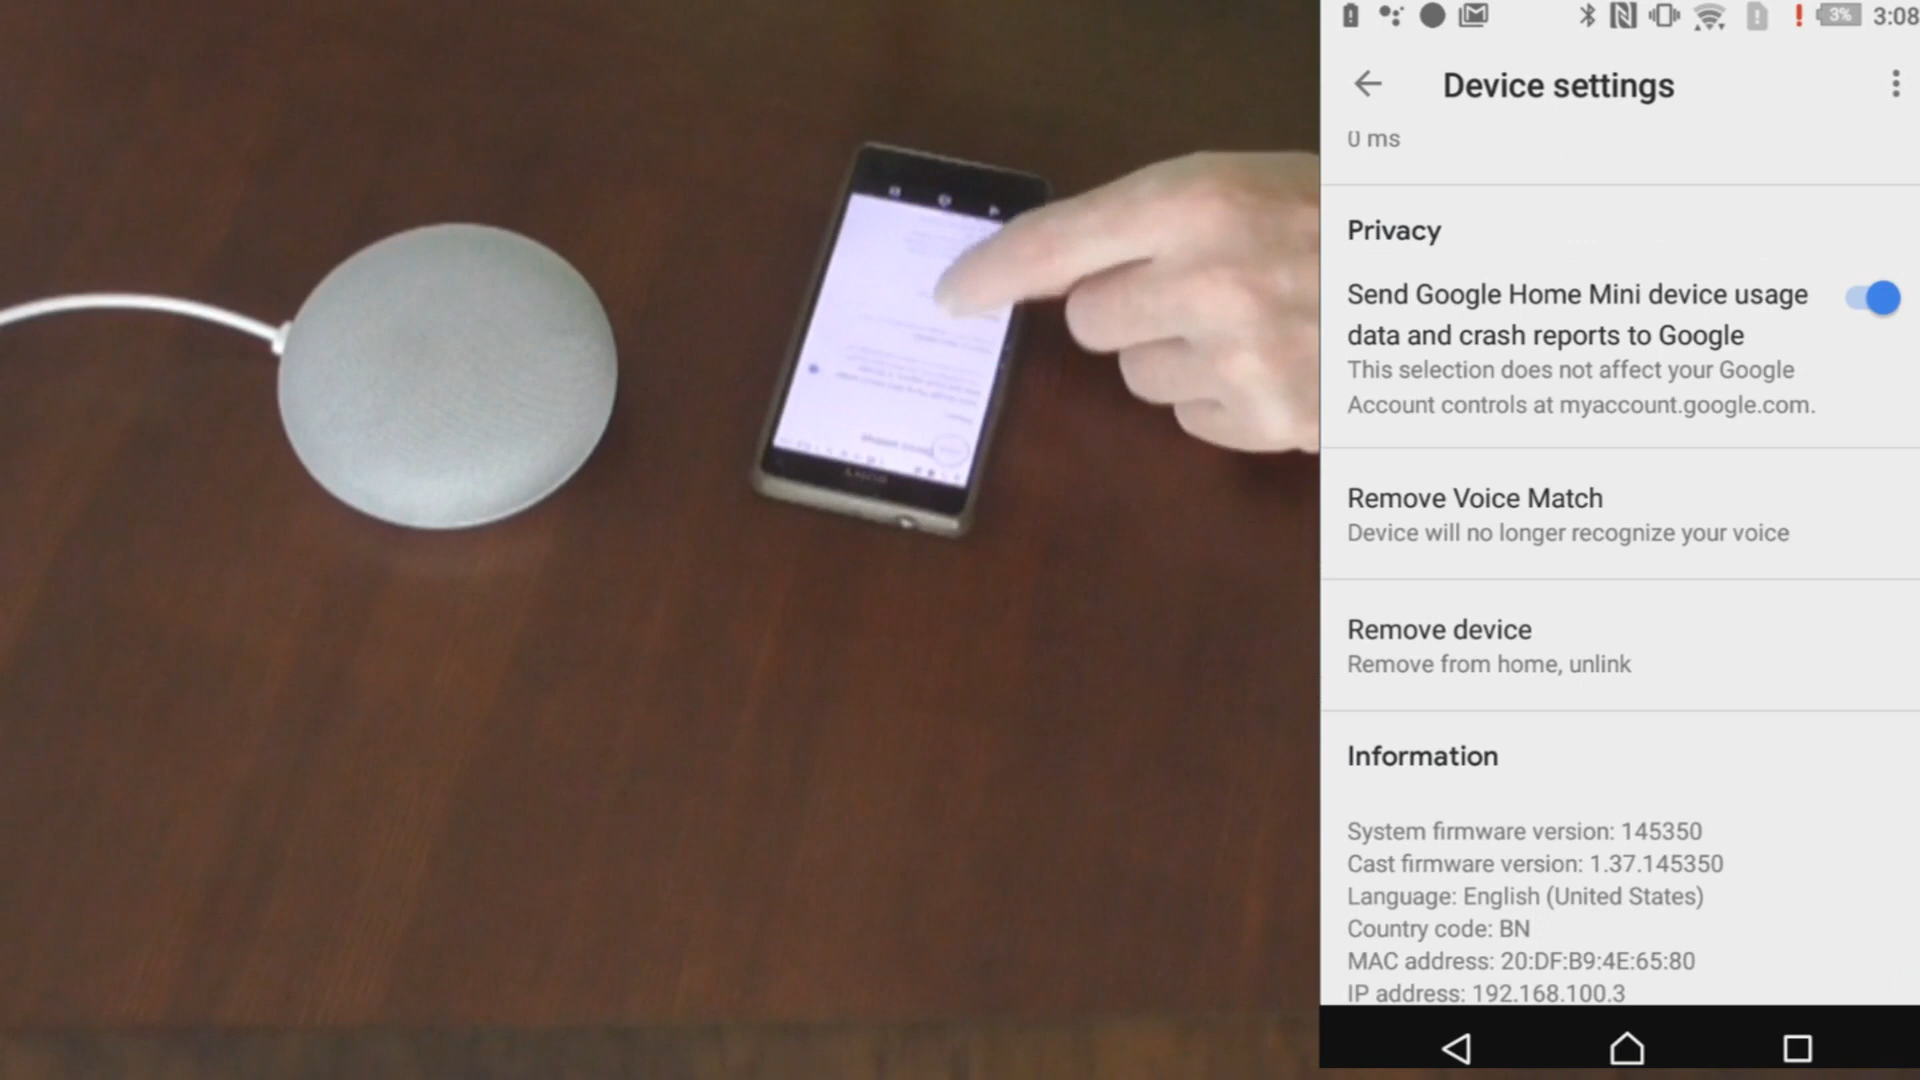 3%
3:08
Device settings
0 ms
Privacy
Send Google Home Mini device usage
data and crash reports to Google
This selection does not affect your Google
Account controls at myaccount.google.com.
Remove Voice Match
Device will no longer recognize your voice
Remove device
Remove from home, unlink
Information
System firmware version: 145350
Cast firmware version: 1.37.145350
Language: English (United States)
Country code: BN
MAC address: 20:DF:B9:4E:65:80
IP address: 192.168.100.3
SONY